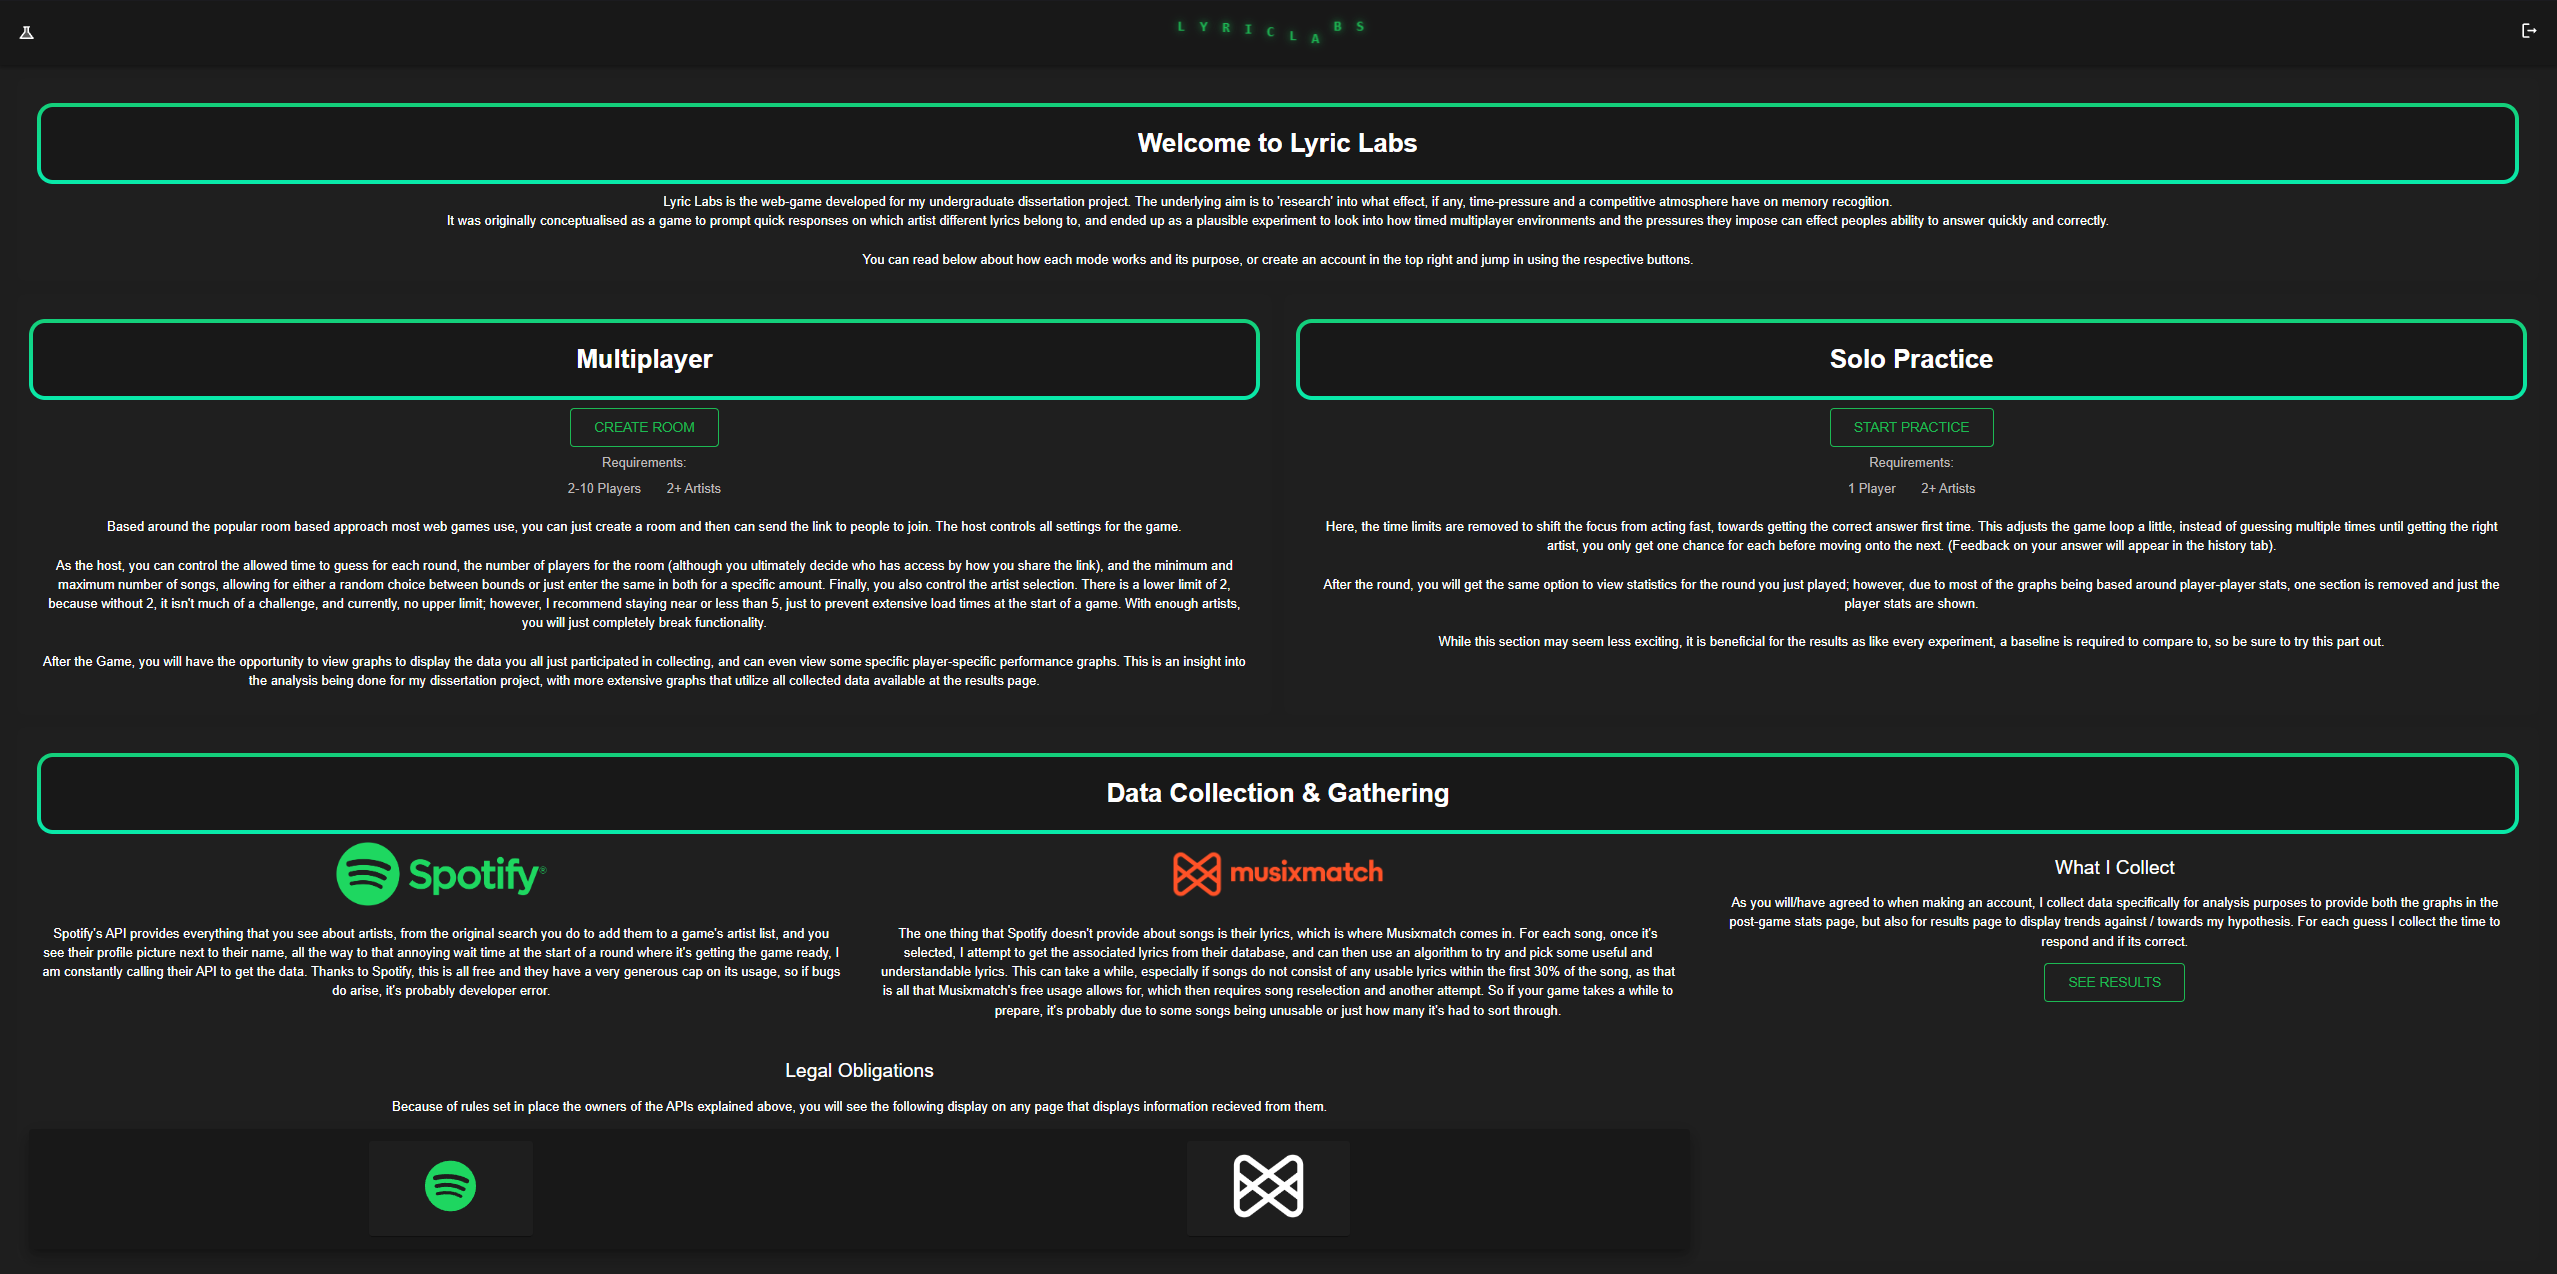 LYRICLABS
Welcome to Lyric Labs
Lyric Labs is the web-game developed for my undergraduate dissertation project. The underlying aim is to 'research' into what effect, if any, time-pressure and a competitive atmosphere have on memory recogition.
It was originally conceptualised as a game to prompt quick responses on which artist different lyrics belong to, and ended up as a plausible experiment to look into how timed multiplayer environments and the pressures they impose can effect peoples ability to answer quickly and correctly.
You can read below about how each mode works and its purpose, or create an account in the top right and jump in using the respective buttons.
Multiplayer
CREATE ROOM
Requirements:
2-10 Players 2+ Artists
Based around the popular room based approach most web games use, you can just create a room and then can send the link to people to join. The host controls all settings for the game.
As the host, you can control the allowed time to guess for each round, the number of players for the room (although you ultimately decide who has access by how you share the link), and the minimum and
maximum number of songs, allowing for either a random choice between bounds or just enter the same in both for a specific amount. Finally, you also control the artist selection. There is a lower limit of 2,
because without 2, it isn't much of a challenge, and currently, no upper limit; however, I recommend staying near or less than 5, just to prevent extensive load times at the start of a game. With enough artists,
you will just completely break functionality.
After the Game, you will have the opportunity to view graphs to display the data you all just participated in collecting, and can even view some specific player-specific performance graphs. This is an insight into
the analysis being done for my dissertation project, with more extensive graphs that utilize all collected data available at the results page.
Solo Practice
START PRACTICE
Requirements:
1 Player 2+ Artists
Here, the time limits are removed to shift the focus from acting fast, towards getting the correct answer first time. This adjusts the game loop a little, instead of guessing multiple times until getting the right
artist, you only get one chance for each before moving onto the next. (Feedback on your answer will appear in the history tab).
After the round, you will get the same option to view statistics for the round you just played; however, due to most of the graphs being based around player-player stats, one section is removed and just the
player stats are shown.
While this section may seem less exciting, it is beneficial for the results as like every experiment, a baseline is required to compare to, so be sure to try this part out.
Data Collection & Gathering
Spotify®
Spotify's API provides everything that you see about artists, from the original search you do to add them to a game's artist list, and you
see their profile picture next to their name, all the way to that annoying wait time at the start of a round where it's getting the game ready, I
am constantly calling their API to get the data. Thanks to Spotify, this is all free and they have a very generous cap on its usage, so if bugs
do arise, it's probably developer error.
musixmatch
The one thing that Spotify doesn't provide about songs is their lyrics, which is where Musixmatch comes in. For each song, once it's
selected, I attempt to get the associated lyrics from their database, and can then use an algorithm to try and pick some useful and
understandable lyrics. This can take a while, especially if songs do not consist of any usable lyrics within the first 30% of the song, as that
is all that Musixmatch's free usage allows for, which then requires song reselection and another attempt. So if your game takes a while to
prepare, it's probably due to some songs being unusable or just how many it's had to sort through.
What I Collect
As you will/have agreed to when making an account, I collect data specifically for analysis purposes to provide both the graphs in the
post-game stats page, but also for results page to display trends against / towards my hypothesis. For each guess I collect the time to
respond and if its correct.
SEE RESULTS
Legal Obligations
Because of rules set in place the owners of the APIs explained above, you will see the following display on any page that displays information recieved from them.